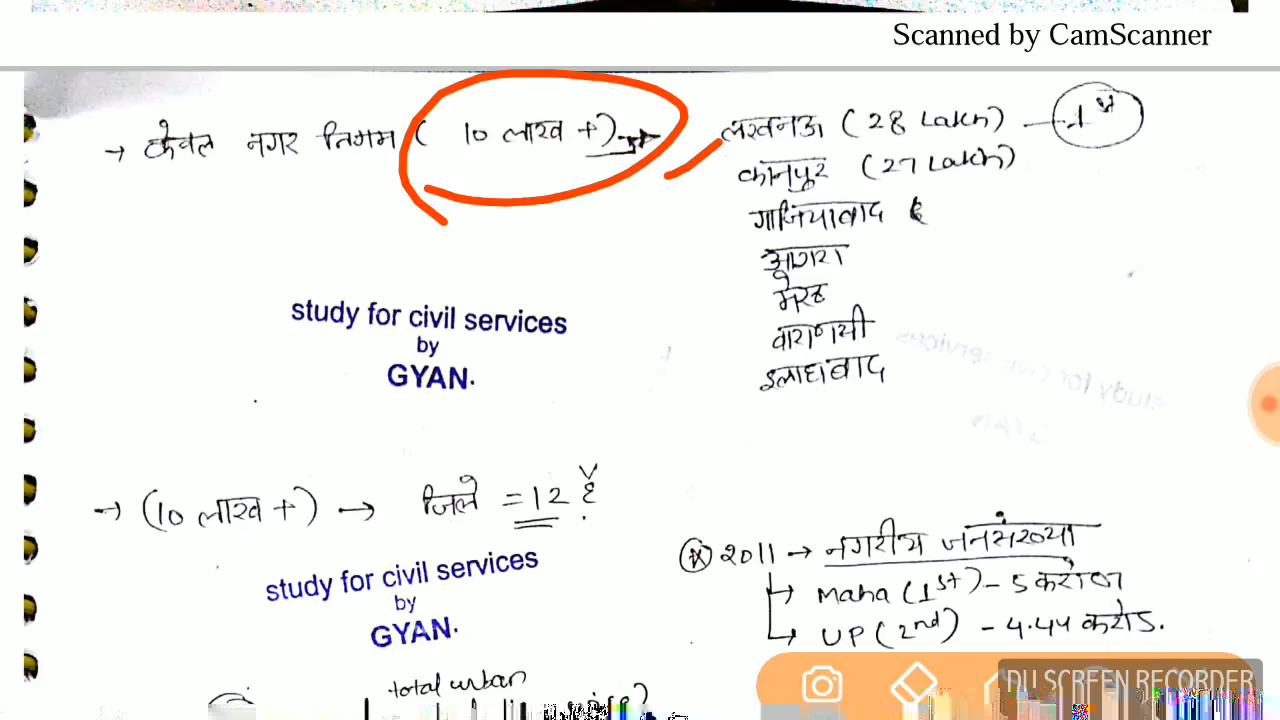 Scanned by CamScanner
→ केवल नगर निगम ( 10 लाख +) →
लखनऊ (28 Lakh) — 1st
कानपुर (27 Lakh)
गाजियाबाद
आगरा
मेरठ
वाराणसी
इलाहाबाद
study for civil services
by
GYAN.
→ (10 लाख +) → जिले = 12 है
2011 → नगरीय जनसंख्या
→ Maha (1st) - 5 करोड
→ UP (2nd) - 4.44 करोड.
study for civil services
by
GYAN.
total urban
DU SCREEN RECORDER